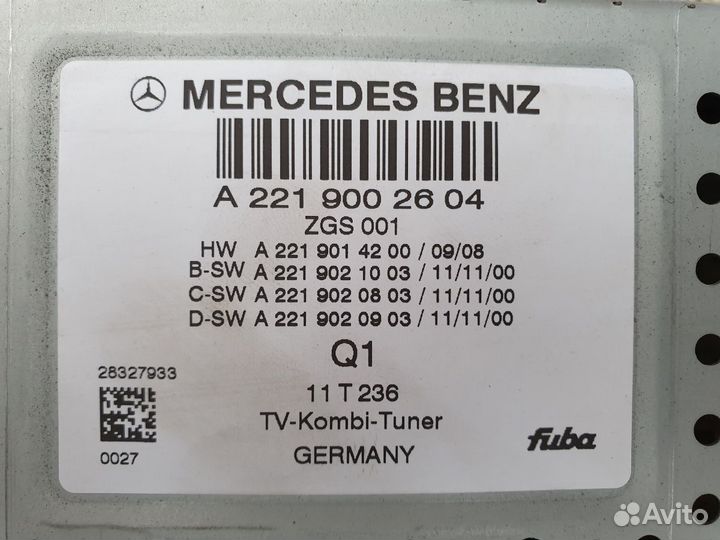 MERCEDES BENZ
A 221 900 26 04
ZGS 001
HW A 221 901 42 00 / 09/08
B-SW A 221 902 10 03 / 11/11/00
C-SW A 221 902 08 03 / 11/11/00
D-SW A 221 902 09 03 / 11/11/00
Q1
28327933
11 T 236
TV-Kombi-Tuner
0027
GERMANY
fuba
Avito